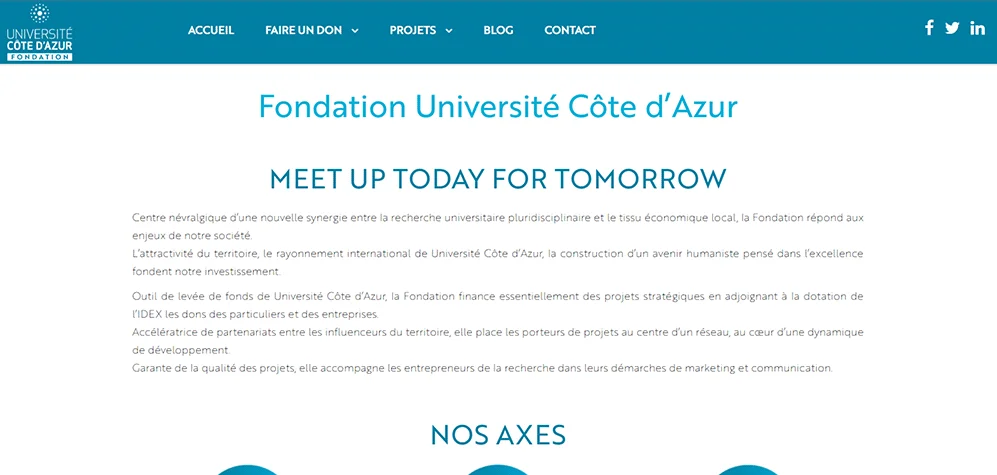 UNIVERSITÉ
CÔTE D'AZUR
FONDATION
ACCUEIL FAIRE UN DON PROJETS BLOG CONTACT
Fondation Université Côte d'Azur
MEET UP TODAY FOR TOMORROW
Centre névralgique d'une nouvelle synergie entre la recherche universitaire pluridisciplinaire et le tissu économique local, la Fondation répond aux
enjeux de notre société.
L'attractivité du territoire, le rayonnement international de Université Côte d'Azur, la construction d'un avenir humaniste pensé dans l'excellence
fondent notre investissement.
Outil de levée de fonds de Université Côte d'Azur, la Fondation finance essentiellement des projets stratégiques en adjoignant à la dotation de
l'IDEX les dons des particuliers et des entreprises.
Accélératrice de partenariats entre les influenceurs du territoire, elle place les porteurs de projets au centre d'un réseau, au cœur d'une dynamique
de développement.
Garante de la qualité des projets, elle accompagne les entrepreneurs de la recherche dans leurs démarches de marketing et communication.
NOS AXES